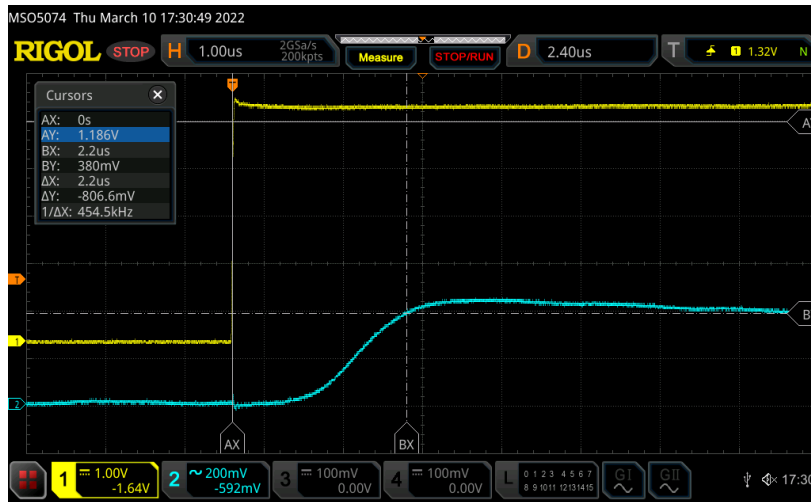 MSO5074 Thu March 10 17:30:49 2022
RIGOL STOP H 1.00us 2GSa/s 200kpts Measure STOP/RUN D 2.40us T 1 1.32V N
T
Cursors ×
AX: 0s
AY: 1.186V
BX: 2.2us
BY: 380mV
ΔX: 2.2us
ΔY: -806.6mV
1/ΔX: 454.5kHz
A
T
B
1
2
AX BX
1 1.00V -1.64V 2 200mV -592mV 3 100mV 0.00V 4 100mV 0.00V L 0 1 2 3 4 5 6 7 8 9 10 11 12 13 14 15 GI GII 17:30